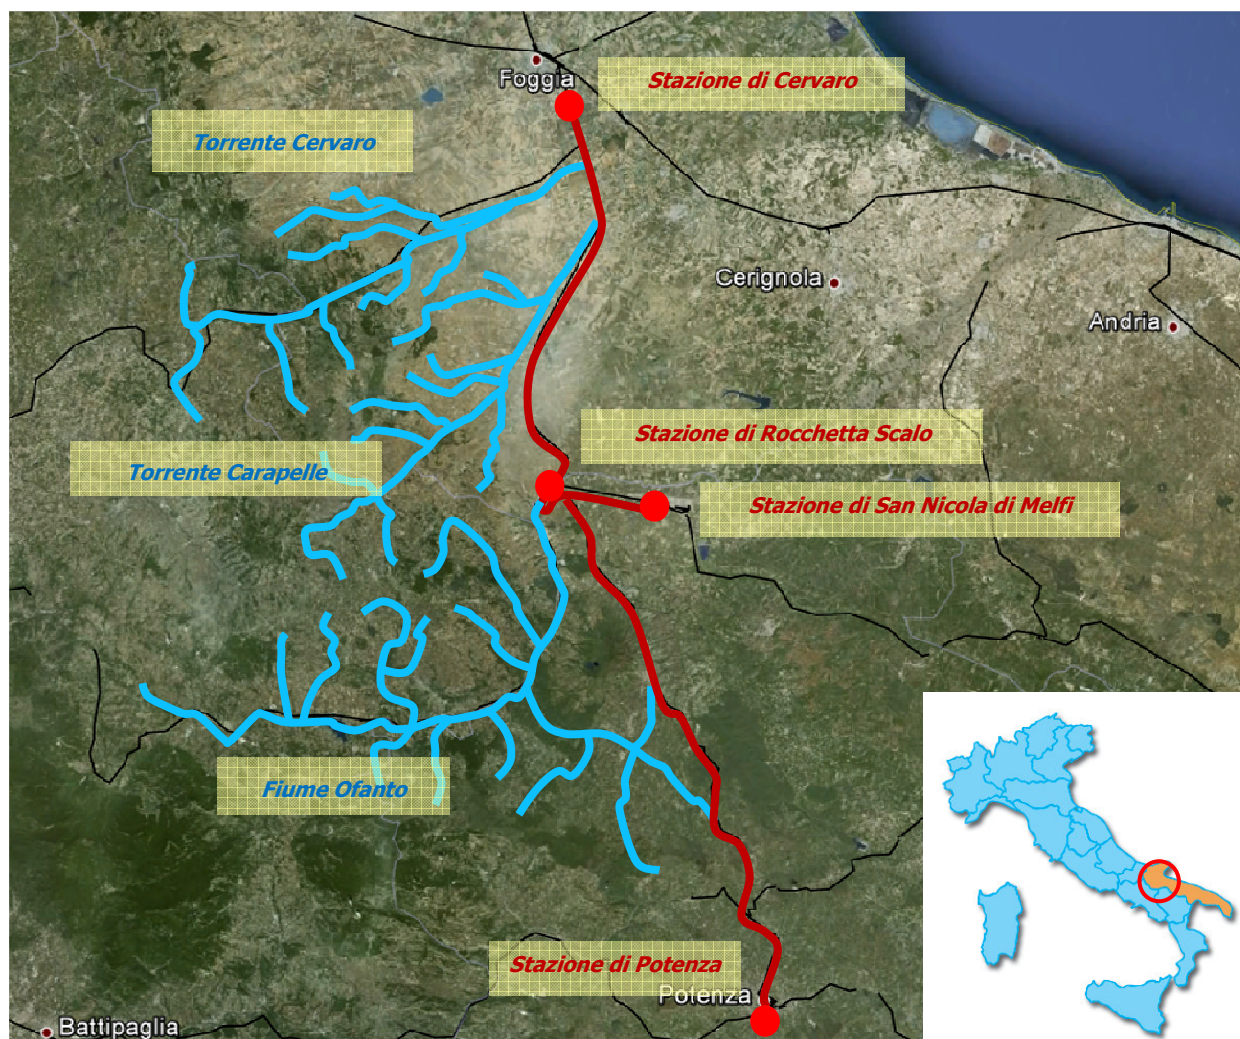 Foggia
Stazione di Cervaro
Torrente Cervaro
Cerignola
Andria
Stazione di Rocchetta Scalo
Torrente Carapelle
Stazione di San Nicola di Melfi
Fiume Ofanto
Stazione di Potenza
Potenza
Battipaglia